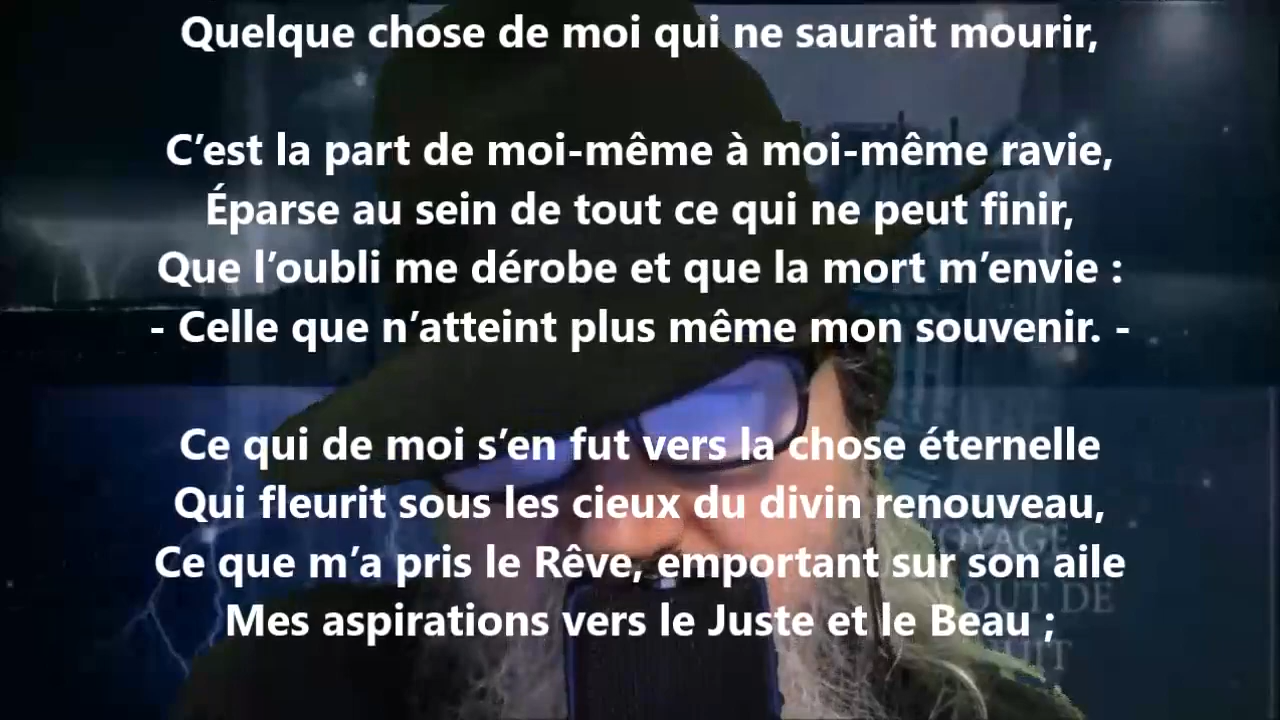 Quelque chose de moi qui ne saurait mourir,
C’est la part de moi-même à moi-même ravie,
Éparse au sein de tout ce qui ne peut finir,
Que l’oubli me dérobe et que la mort m’envie :
- Celle que n’atteint plus même mon souvenir. -
Ce qui de moi s’en fut vers la chose éternelle
Qui fleurit sous les cieux du divin renouveau,
Ce que m’a pris le Rêve, emportant sur son aile
Mes aspirations vers le Juste et le Beau ;
OYAGE
OUT DE
UIT